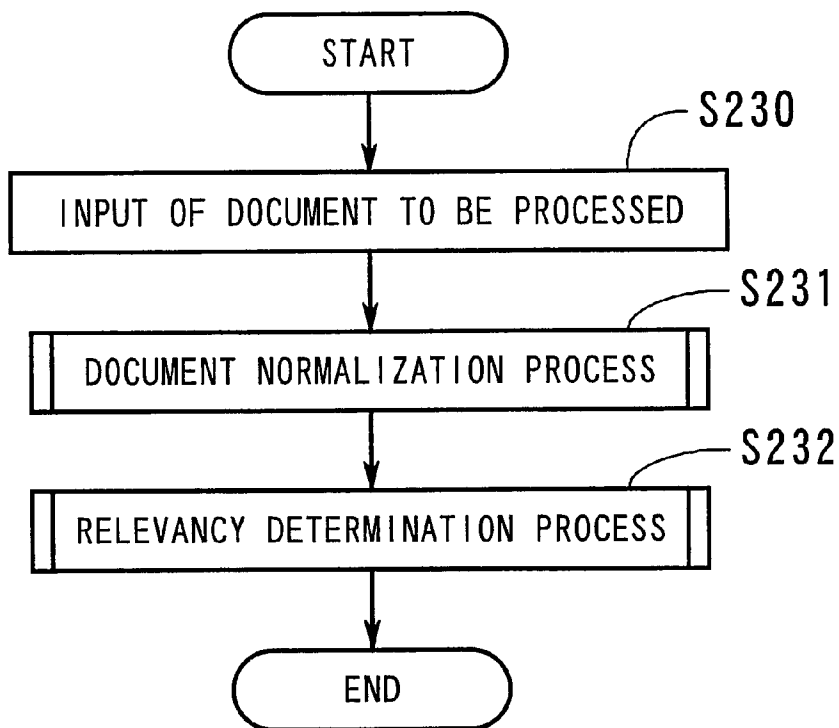 START
S230
INPUT OF DOCUMENT TO BE PROCESSED
S231
DOCUMENT NORMALIZATION PROCESS
S232
RELEVANCY DETERMINATION PROCESS
END